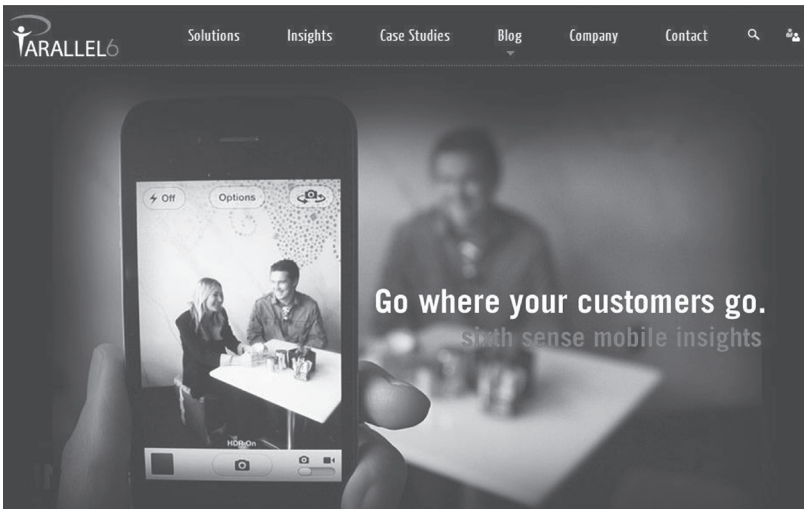 PARALLEL6
Solutions Insights Case Studies Blog Company Contact
Off Options
Go where your customers go.
sixth sense mobile insights
HDR On